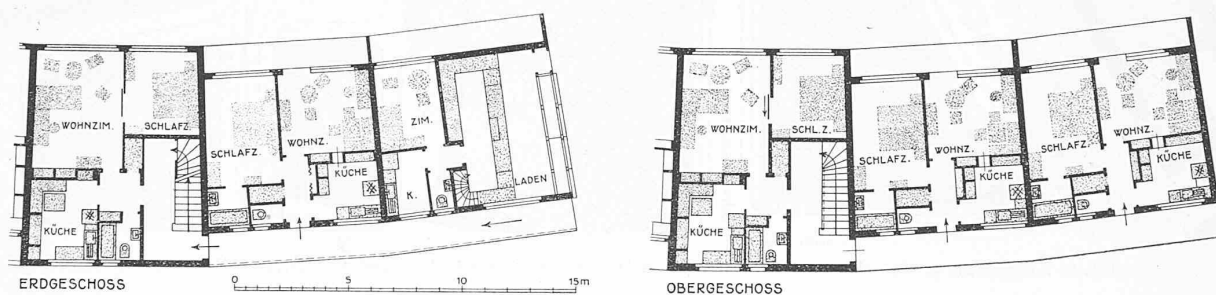 WOHNZIM.
SCHLAFZ.
SCHLAFZ.
WOHNZ.
ZIM.
KÜCHE
K.
LADEN
KÜCHE
ERDGESCHOSS
0 5 10 15m
WOHNZIM.
SCHL.Z.
SCHLAFZ.
WOHNZ.
SCHLAFZ.
WOHNZ.
KÜCHE
KÜCHE
KÜCHE
OBERGESCHOSS